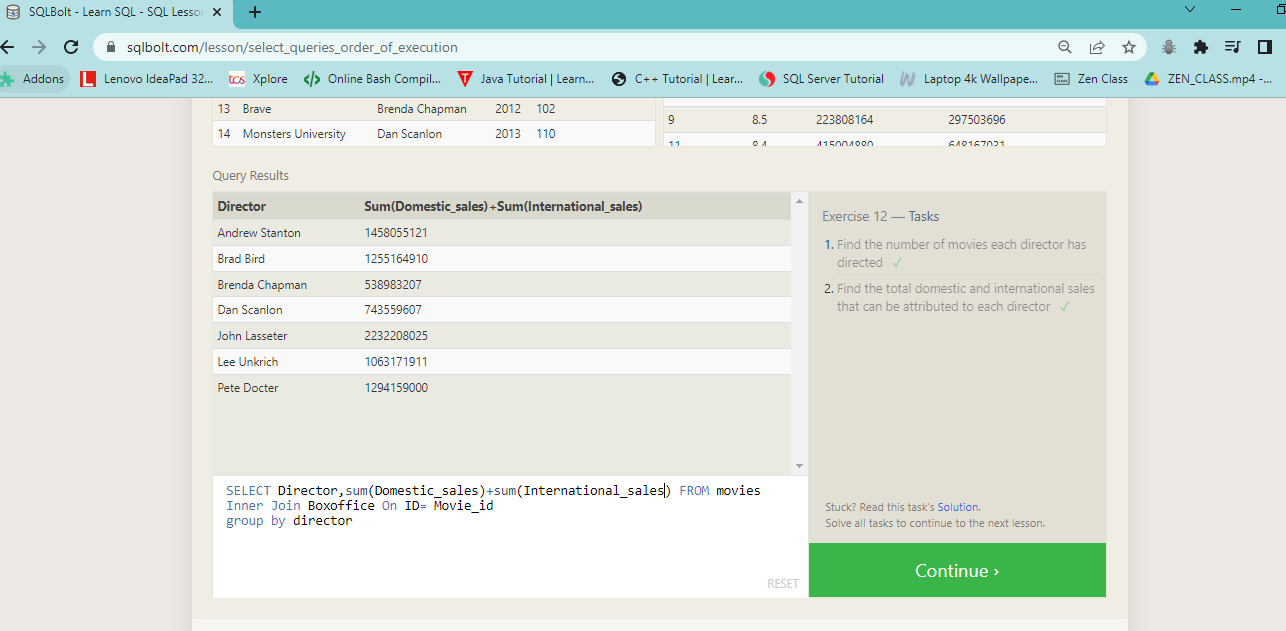 SQLBolt - Learn SQL - SQL Lesso
sqlbolt.com/lesson/select_queries_order_of_execution
Addons
Lenovo IdeaPad 32...
tcs Xplore
Online Bash Compil...
Java Tutorial | Learn...
C++ Tutorial | Lear...
SQL Server Tutorial
Laptop 4k Wallpape...
Zen Class
ZEN_CLASS.mp4 -...
13 Brave Brenda Chapman 2012 102
14 Monsters University Dan Scanlon 2013 110
9 8.5 223808164 297503696
11 8.4 415004880 648167031
Query Results
Director Sum(Domestic_sales)+Sum(International_sales)
Andrew Stanton 1458055121
Brad Bird 1255164910
Brenda Chapman 538983207
Dan Scanlon 743559607
John Lasseter 2232208025
Lee Unkrich 1063171911
Pete Docter 1294159000
SELECT Director,sum(Domestic_sales)+sum(International_sales) FROM movies
Inner Join Boxoffice On ID= Movie_id
group by director
RESET
Exercise 12 — Tasks
1. Find the number of movies each director has
directed ✓
2. Find the total domestic and international sales
that can be attributed to each director ✓
Stuck? Read this task's Solution.
Solve all tasks to continue to the next lesson.
Continue ›